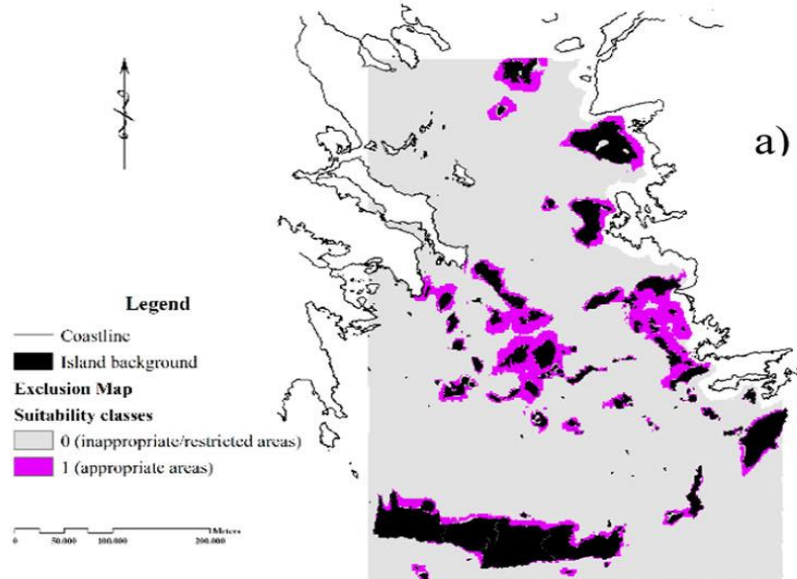 a)
Legend
Coastline
Island background
Exclusion Map
Suitability classes
0 (inappropriate/restricted areas)
1 (appropriate areas)
Meters
0 50.000 100.000 200.000